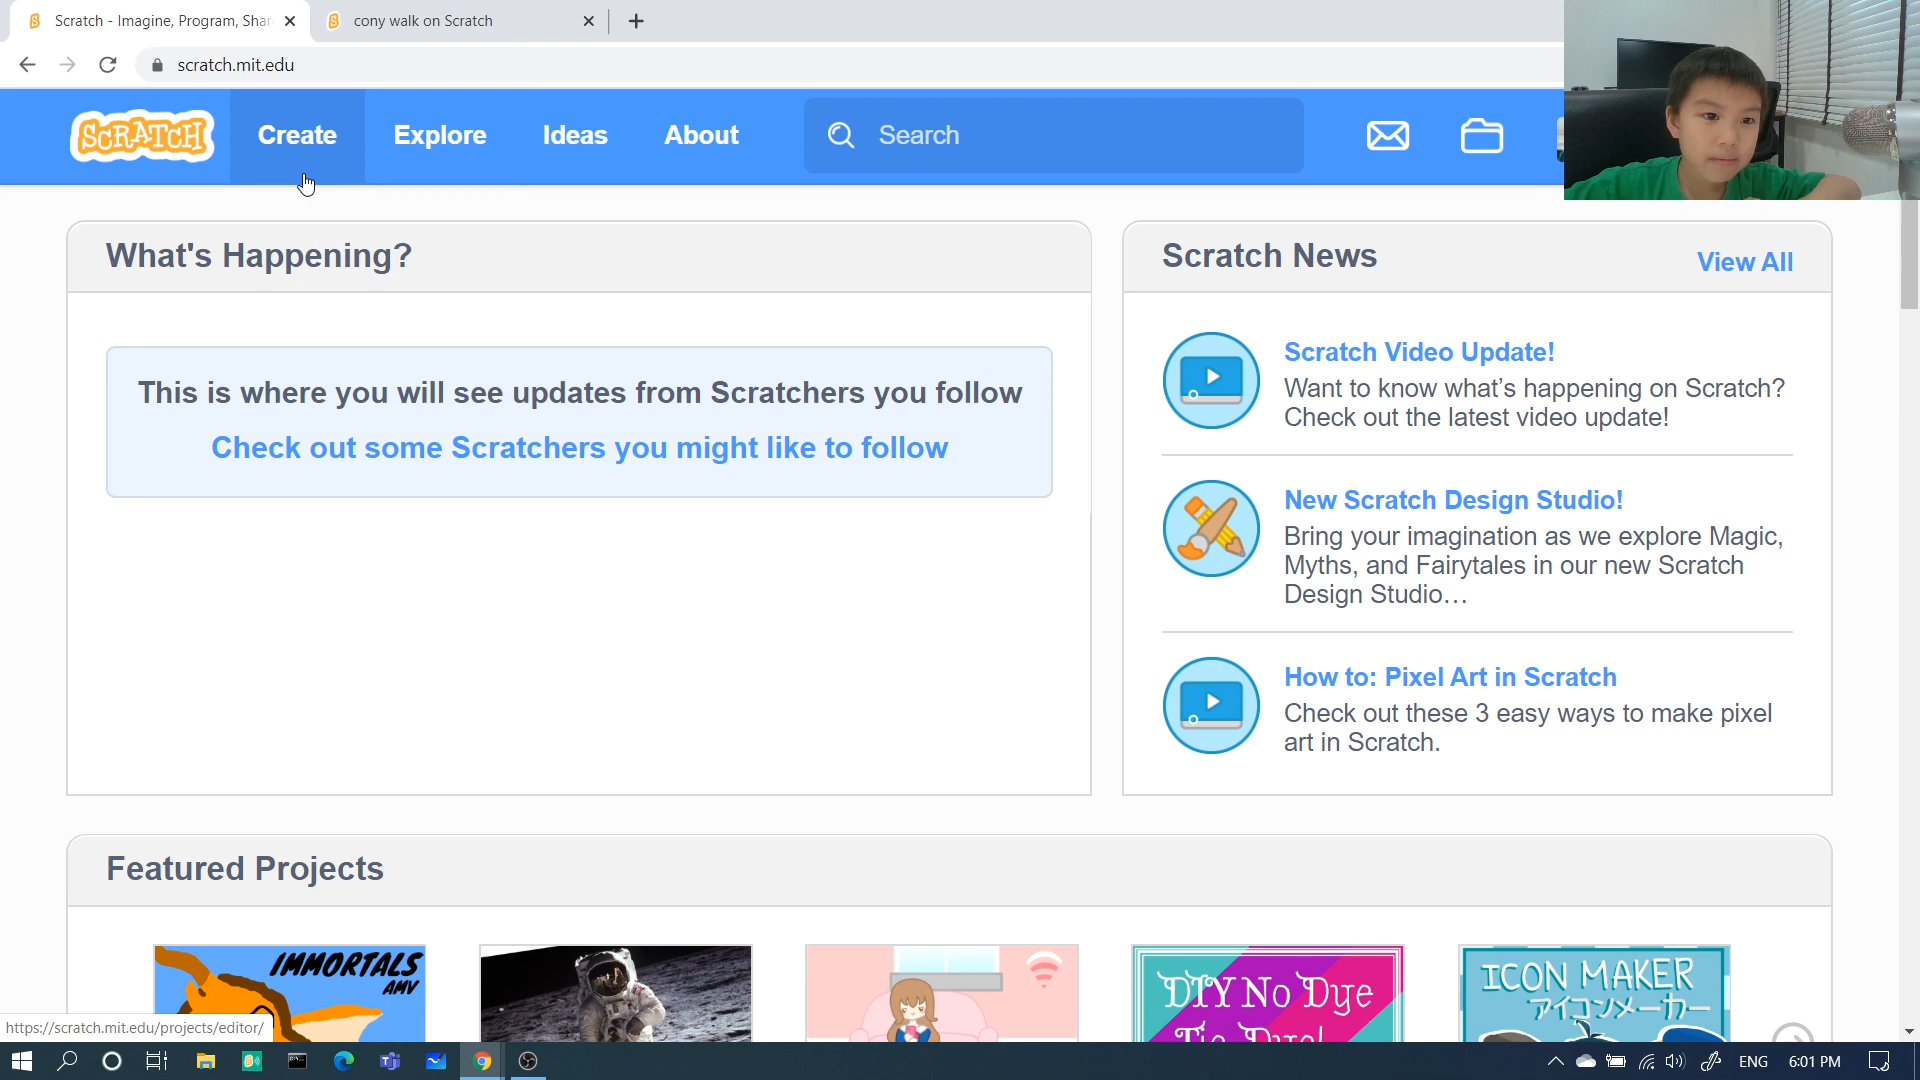 Scratch - Imagine, Program, Shar
cony walk on Scratch
scratch.mit.edu
SCRATCH
Create
Explore
Ideas
About
Search
What's Happening?
This is where you will see updates from Scratchers you follow
Check out some Scratchers you might like to follow
Scratch News
View All
Scratch Video Update!
Want to know what’s happening on Scratch?
Check out the latest video update!
New Scratch Design Studio!
Bring your imagination as we explore Magic,
Myths, and Fairytales in our new Scratch
Design Studio…
How to: Pixel Art in Scratch
Check out these 3 easy ways to make pixel
art in Scratch.
Featured Projects
IMMORTALS
AMV
DIY No Dye
Tie Dye!
ICON MAKER
アイコンメーカー
https://scratch.mit.edu/projects/editor/
ENG
6:01 PM